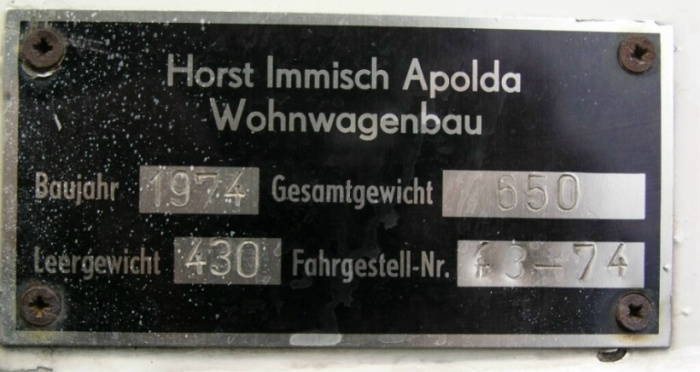 Horst Immisch Apolda
Wohnwagenbau
Baujahr 1974 Gesamtgewicht 650
Leergewicht 430 Fahrgestell-Nr.